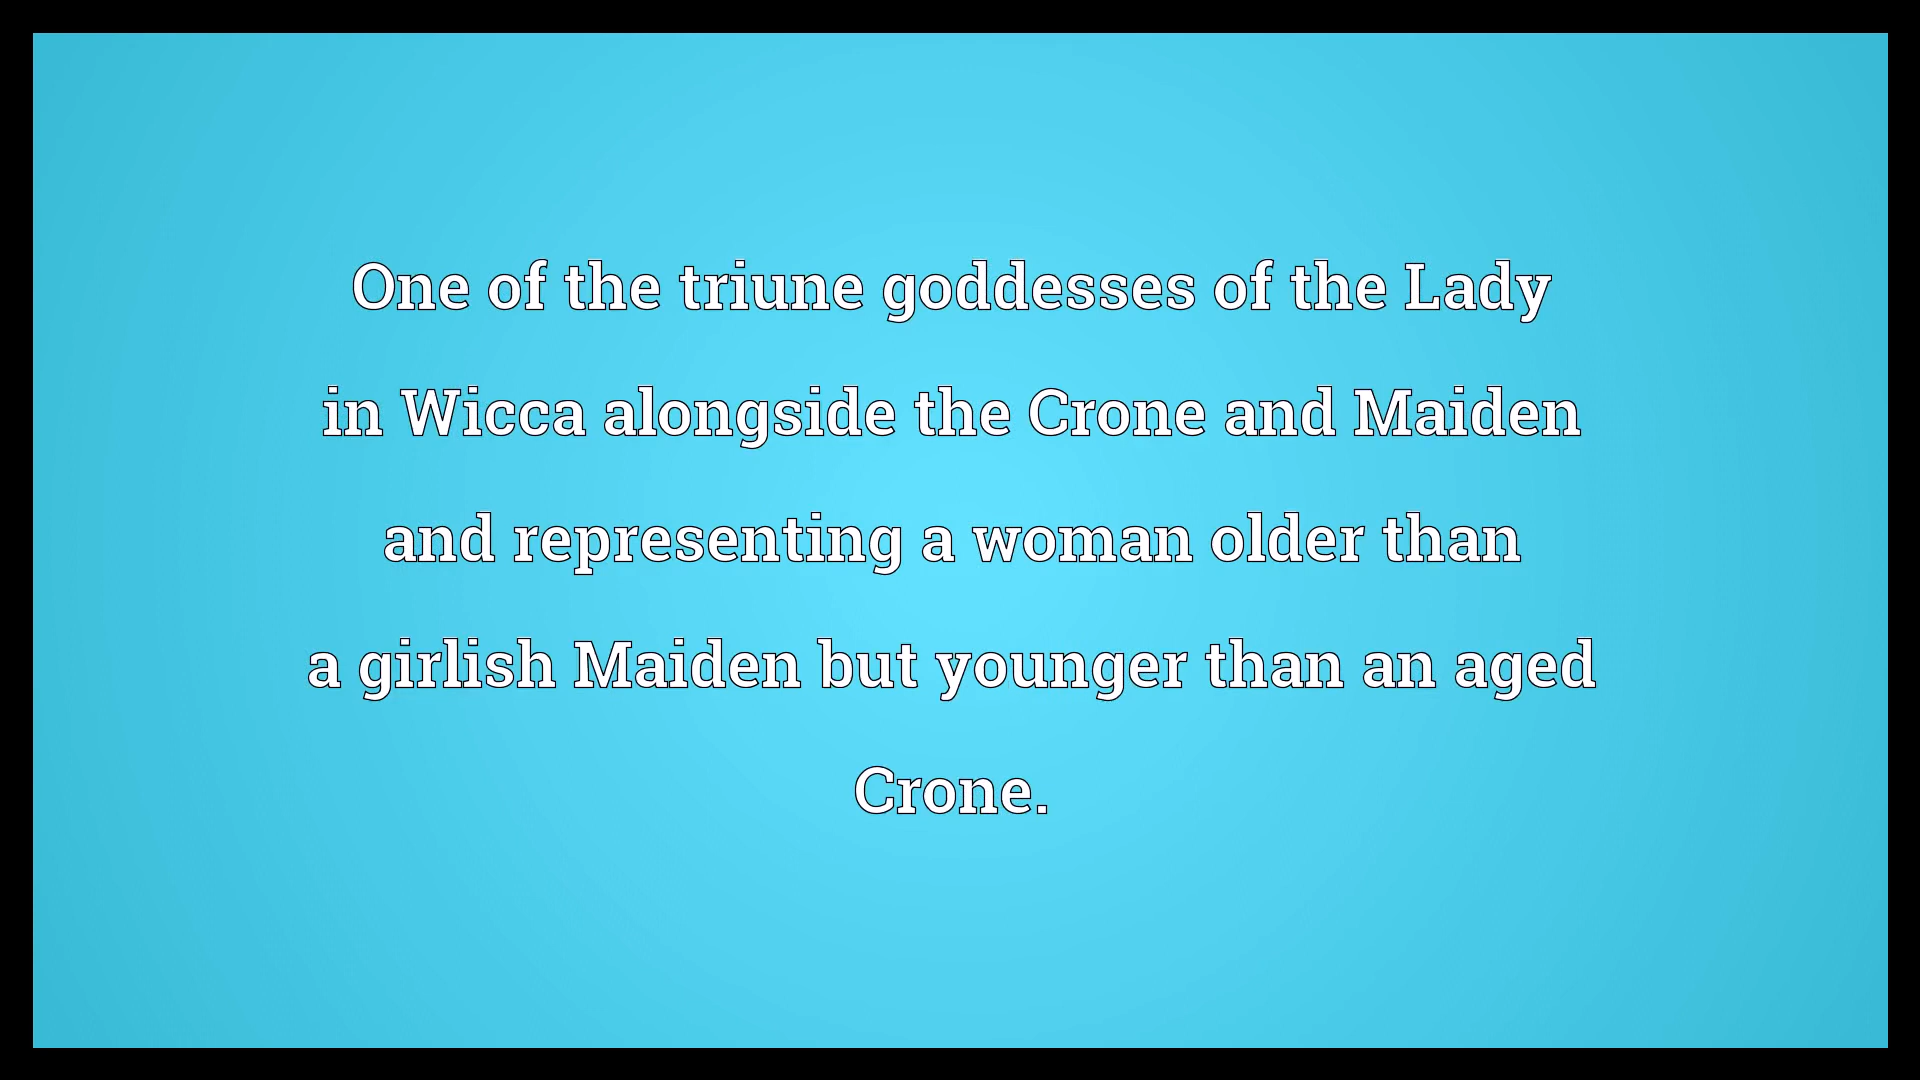 One of the triune goddesses of the Lady
in Wicca alongside the Crone and Maiden
and representing a woman older than
a girlish Maiden but younger than an aged
Crone.